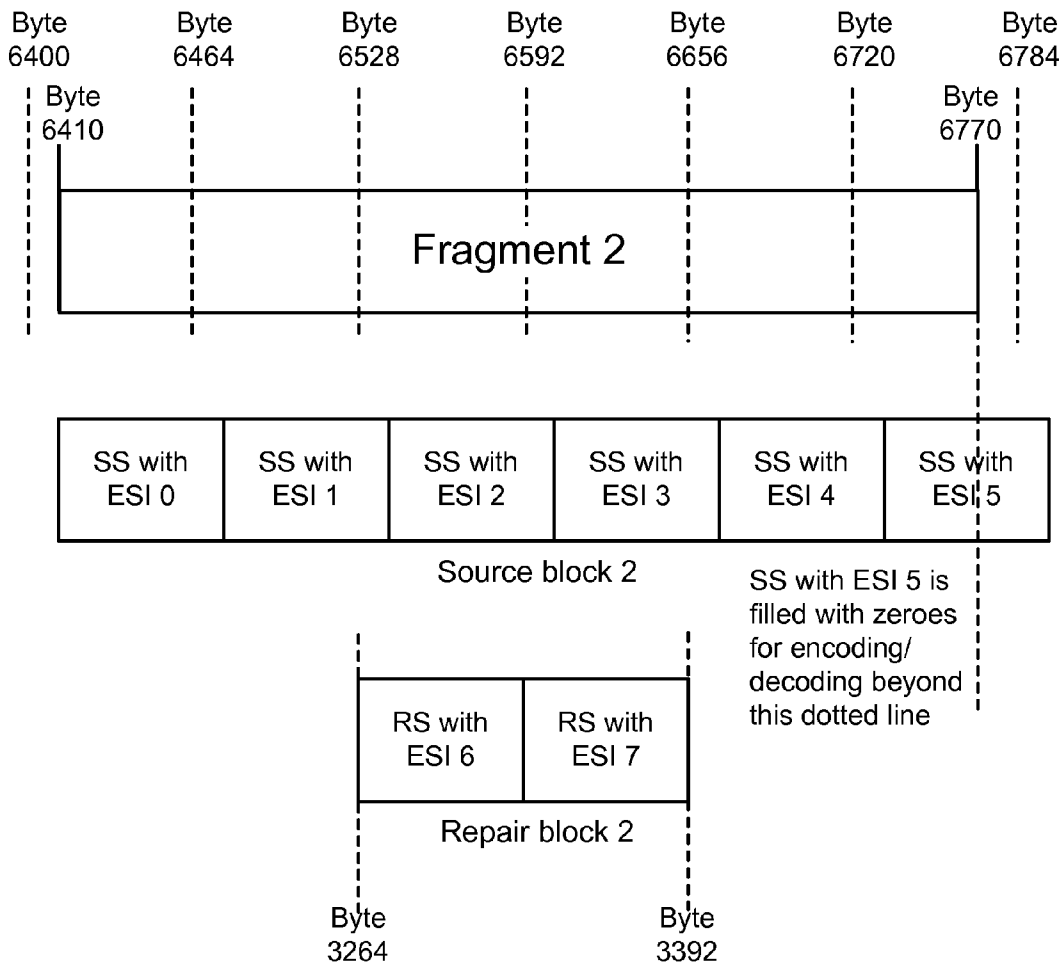 Byte 6400
Byte 6464
Byte 6528
Byte 6592
Byte 6656
Byte 6720
Byte 6784
Byte 6410
Byte 6770
Fragment 2
SS with ESI 0
SS with ESI 1
SS with ESI 2
SS with ESI 3
SS with ESI 4
SS with ESI 5
Source block 2
SS with ESI 5 is
filled with zeroes
for encoding/
decoding beyond
this dotted line
RS with ESI 6
RS with ESI 7
Repair block 2
Byte 3264
Byte 3392